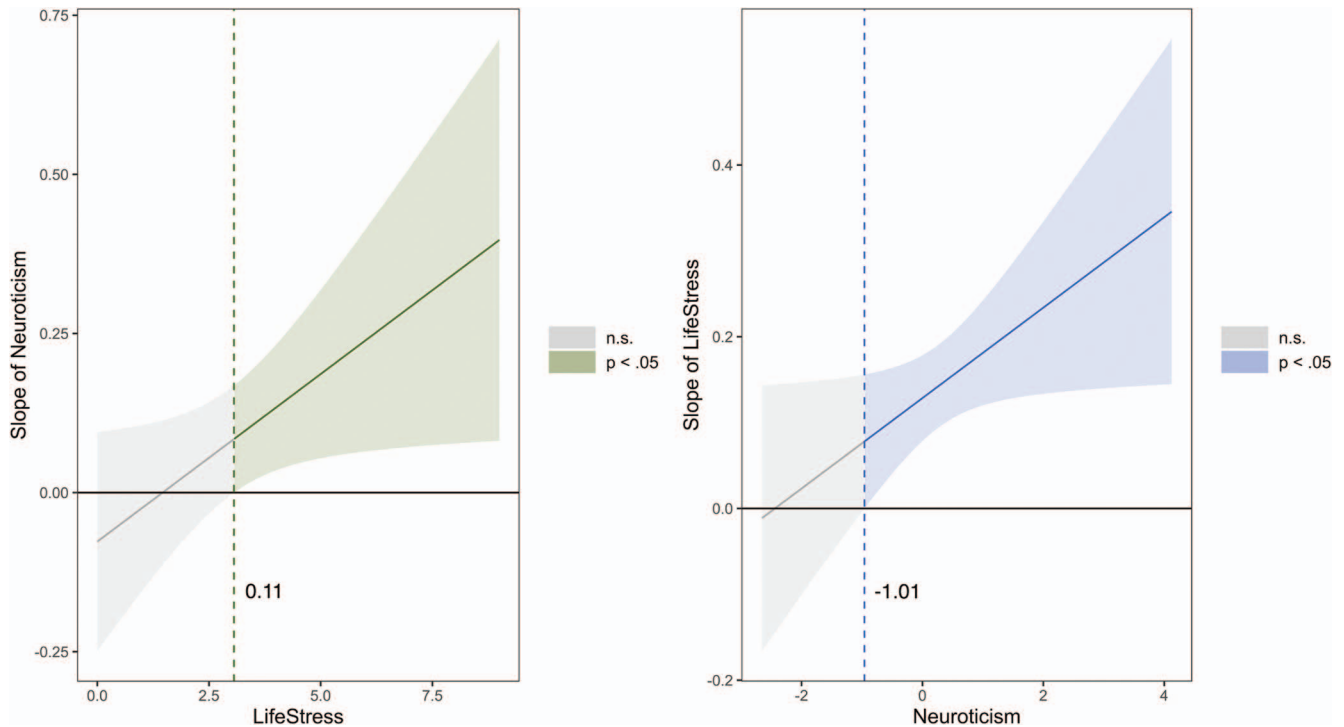 0.75
0.50
0.25
0.00
-0.25
Slope of Neuroticism
0.11
0.0
2.5
5.0
7.5
LifeStress
n.s.
p < .05
0.4
0.2
0.0
-0.2
Slope of LifeStress
-1.01
-2
0
2
4
Neuroticism
n.s.
p < .05